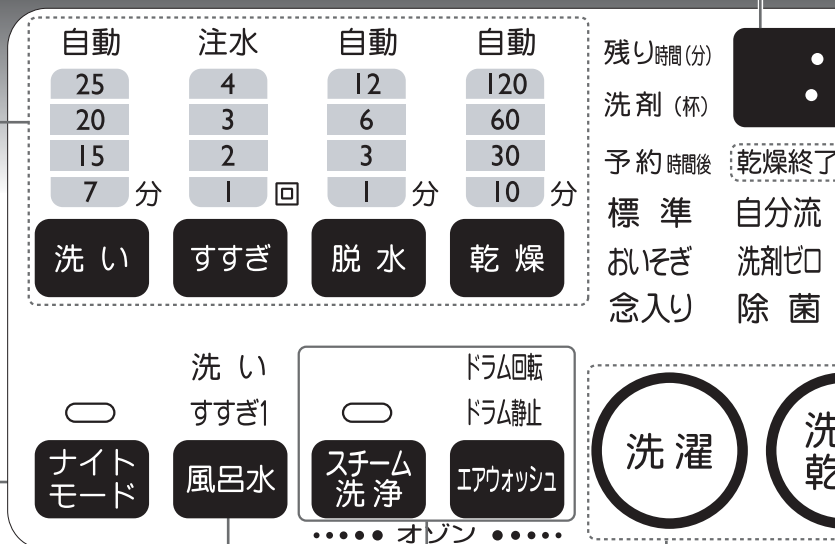 自動
25
20
15
7 分
洗い
注水
4
3
2
1 回
すすぎ
自動
12
6
3
1 分
脱水
自動
120
60
30
10 分
乾燥
残り時間(分)
洗剤(杯)
予約時間後 乾燥終了
標準 自分流
おいそぎ 洗剤ゼロ
念入り 除菌
ナイト
モード
洗い
すすぎ1
風呂水
スチーム
洗浄
ドラム回転
ドラム静止
エアウォッシュ
オゾン
洗濯
洗
乾